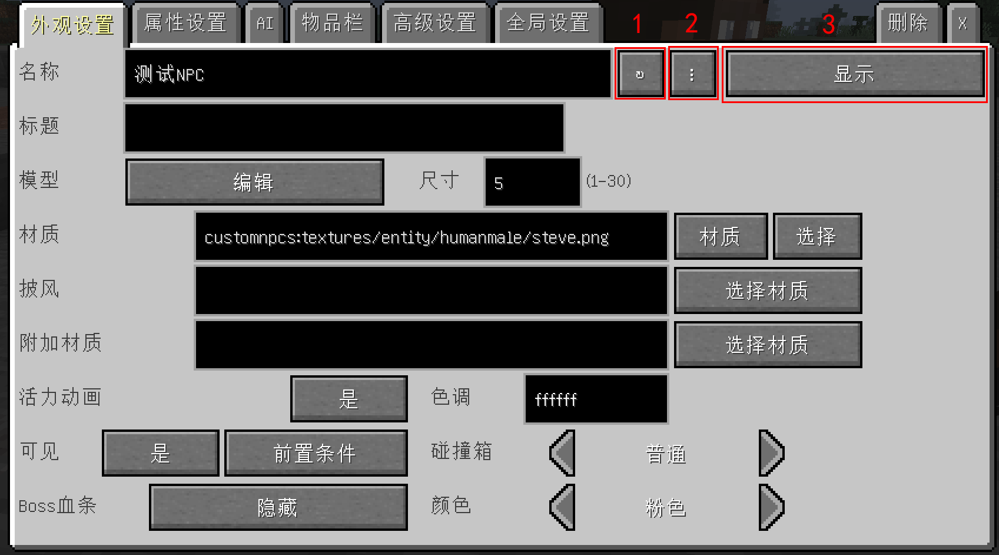 外观设置 属性设置 AI 物品栏 高级设置 全局设置 1 2 3 删除 X
名称 测试NPC ↻ ⋮ 显示
标题
模型 编辑 尺寸 5 (1-30)
材质 customnpcs:textures/entity/humanmale/steve.png 材质 选择
披风 选择材质
附加材质 选择材质
活力动画 是 色调 ffffff
可见 是 前置条件 碰撞箱 普通
Boss血条 隐藏 颜色 粉色